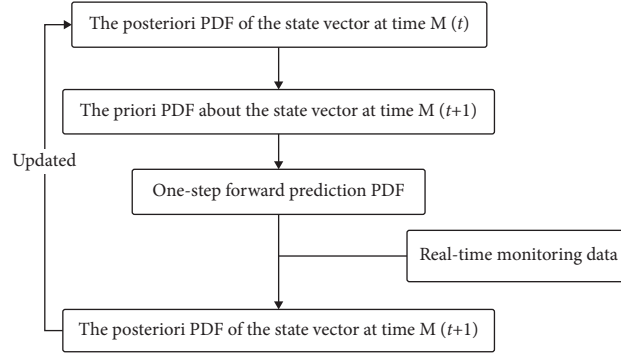 The posteriori PDF of the state vector at time M (t)
The priori PDF about the state vector at time M (t+1)
Updated
One-step forward prediction PDF
Real-time monitoring data
The posteriori PDF of the state vector at time M (t+1)